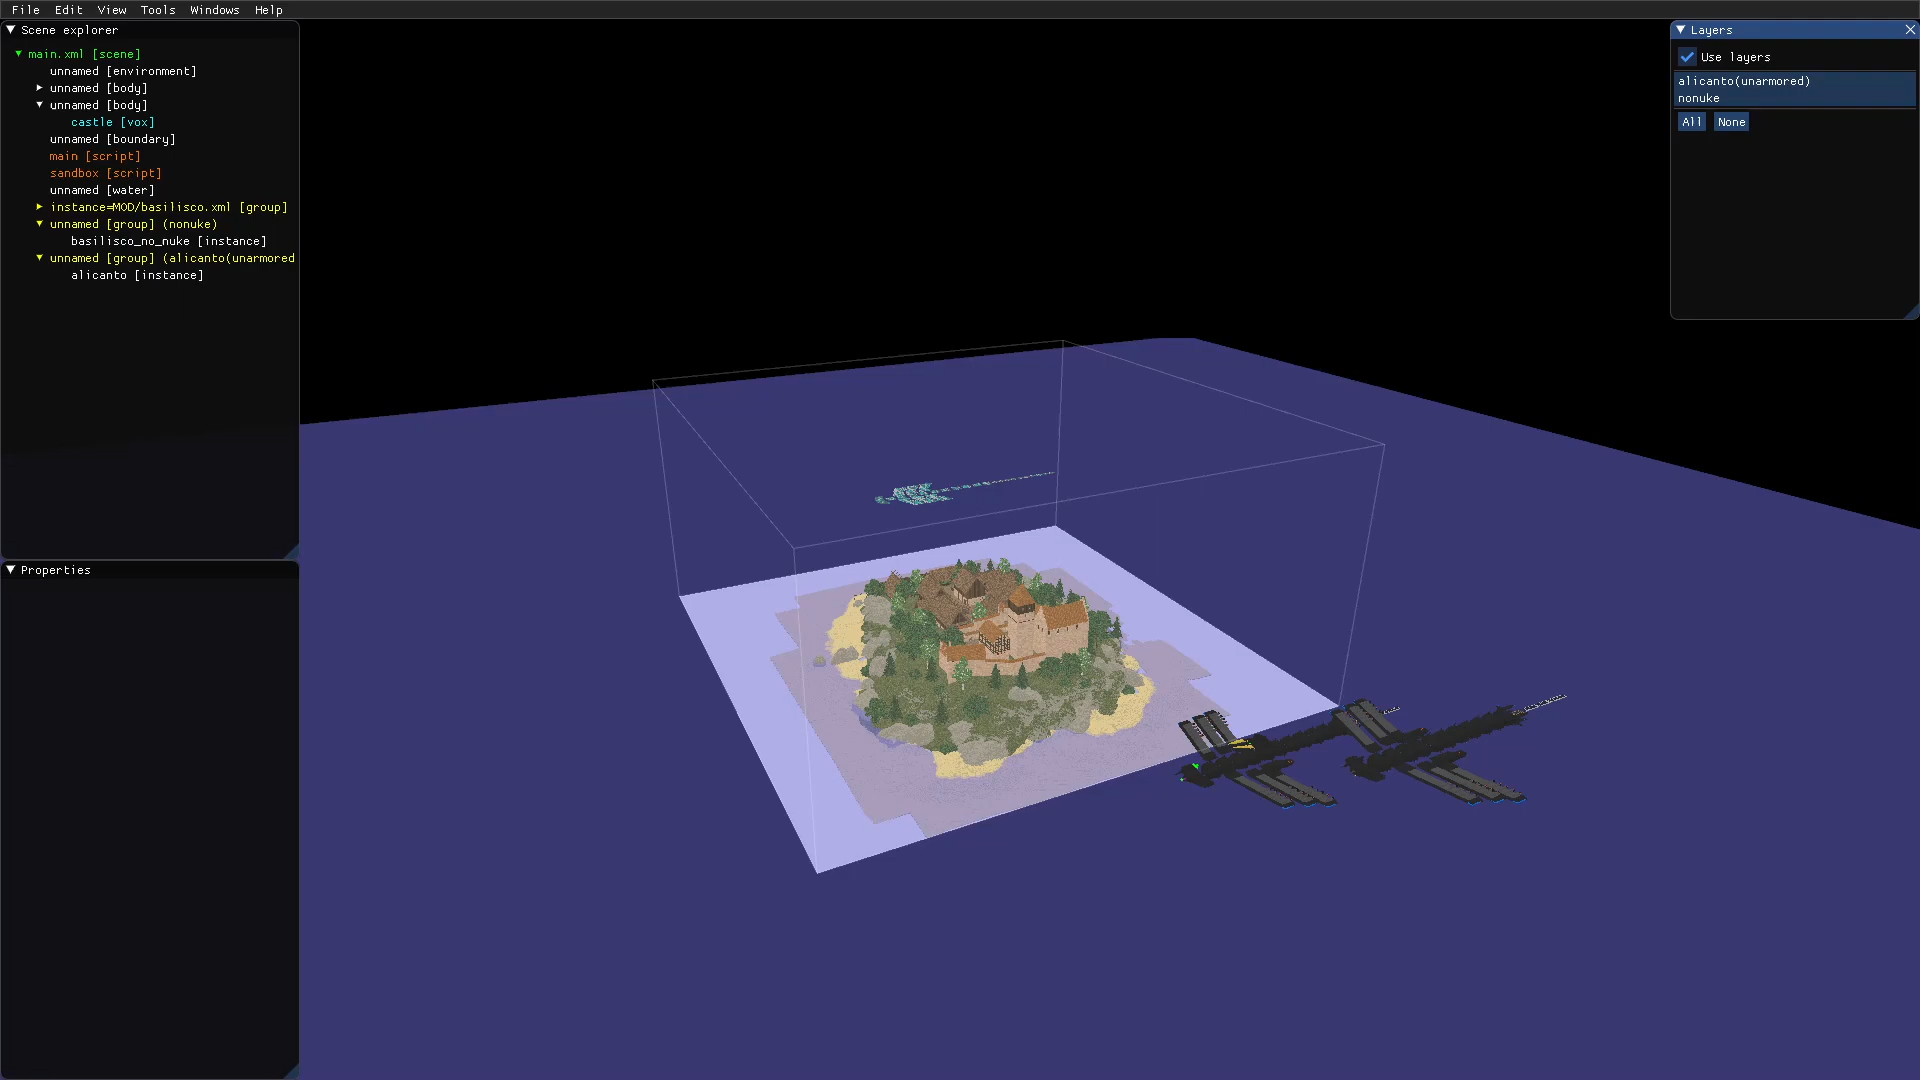 File Edit View Tools Windows Help
Scene explorer
main.xml [scene]
unnamed [environment]
unnamed [body]
unnamed [body]
castle [vox]
unnamed [boundary]
main [script]
sandbox [script]
unnamed [water]
instance=MOD/basilisco.xml [group]
unnamed [group] (nonuke)
basilisco_no_nuke [instance]
unnamed [group] (alicanto(unarmored
alicanto [instance]
Properties
Layers
Use layers
alicanto(unarmored)
nonuke
All None